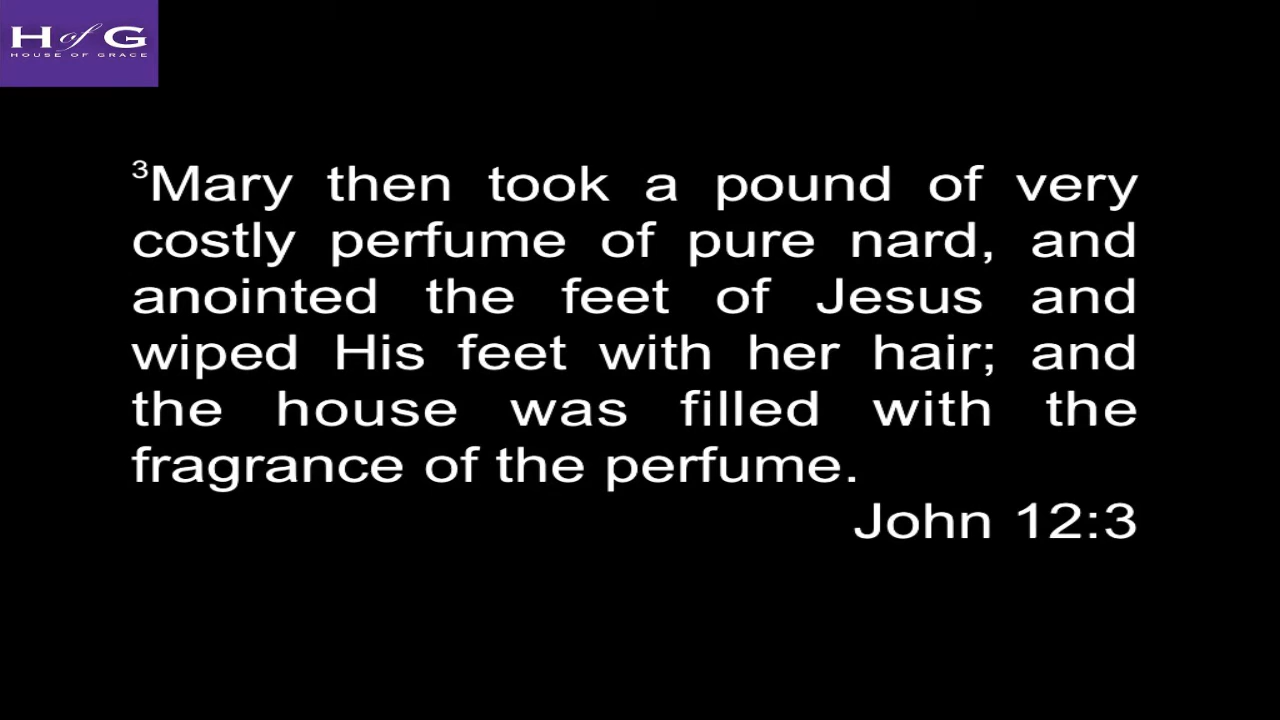 H of G
HOUSE OF GRACE
³Mary then took a pound of very
costly perfume of pure nard, and
anointed the feet of Jesus and
wiped His feet with her hair; and
the house was filled with the
fragrance of the perfume.
John 12:3